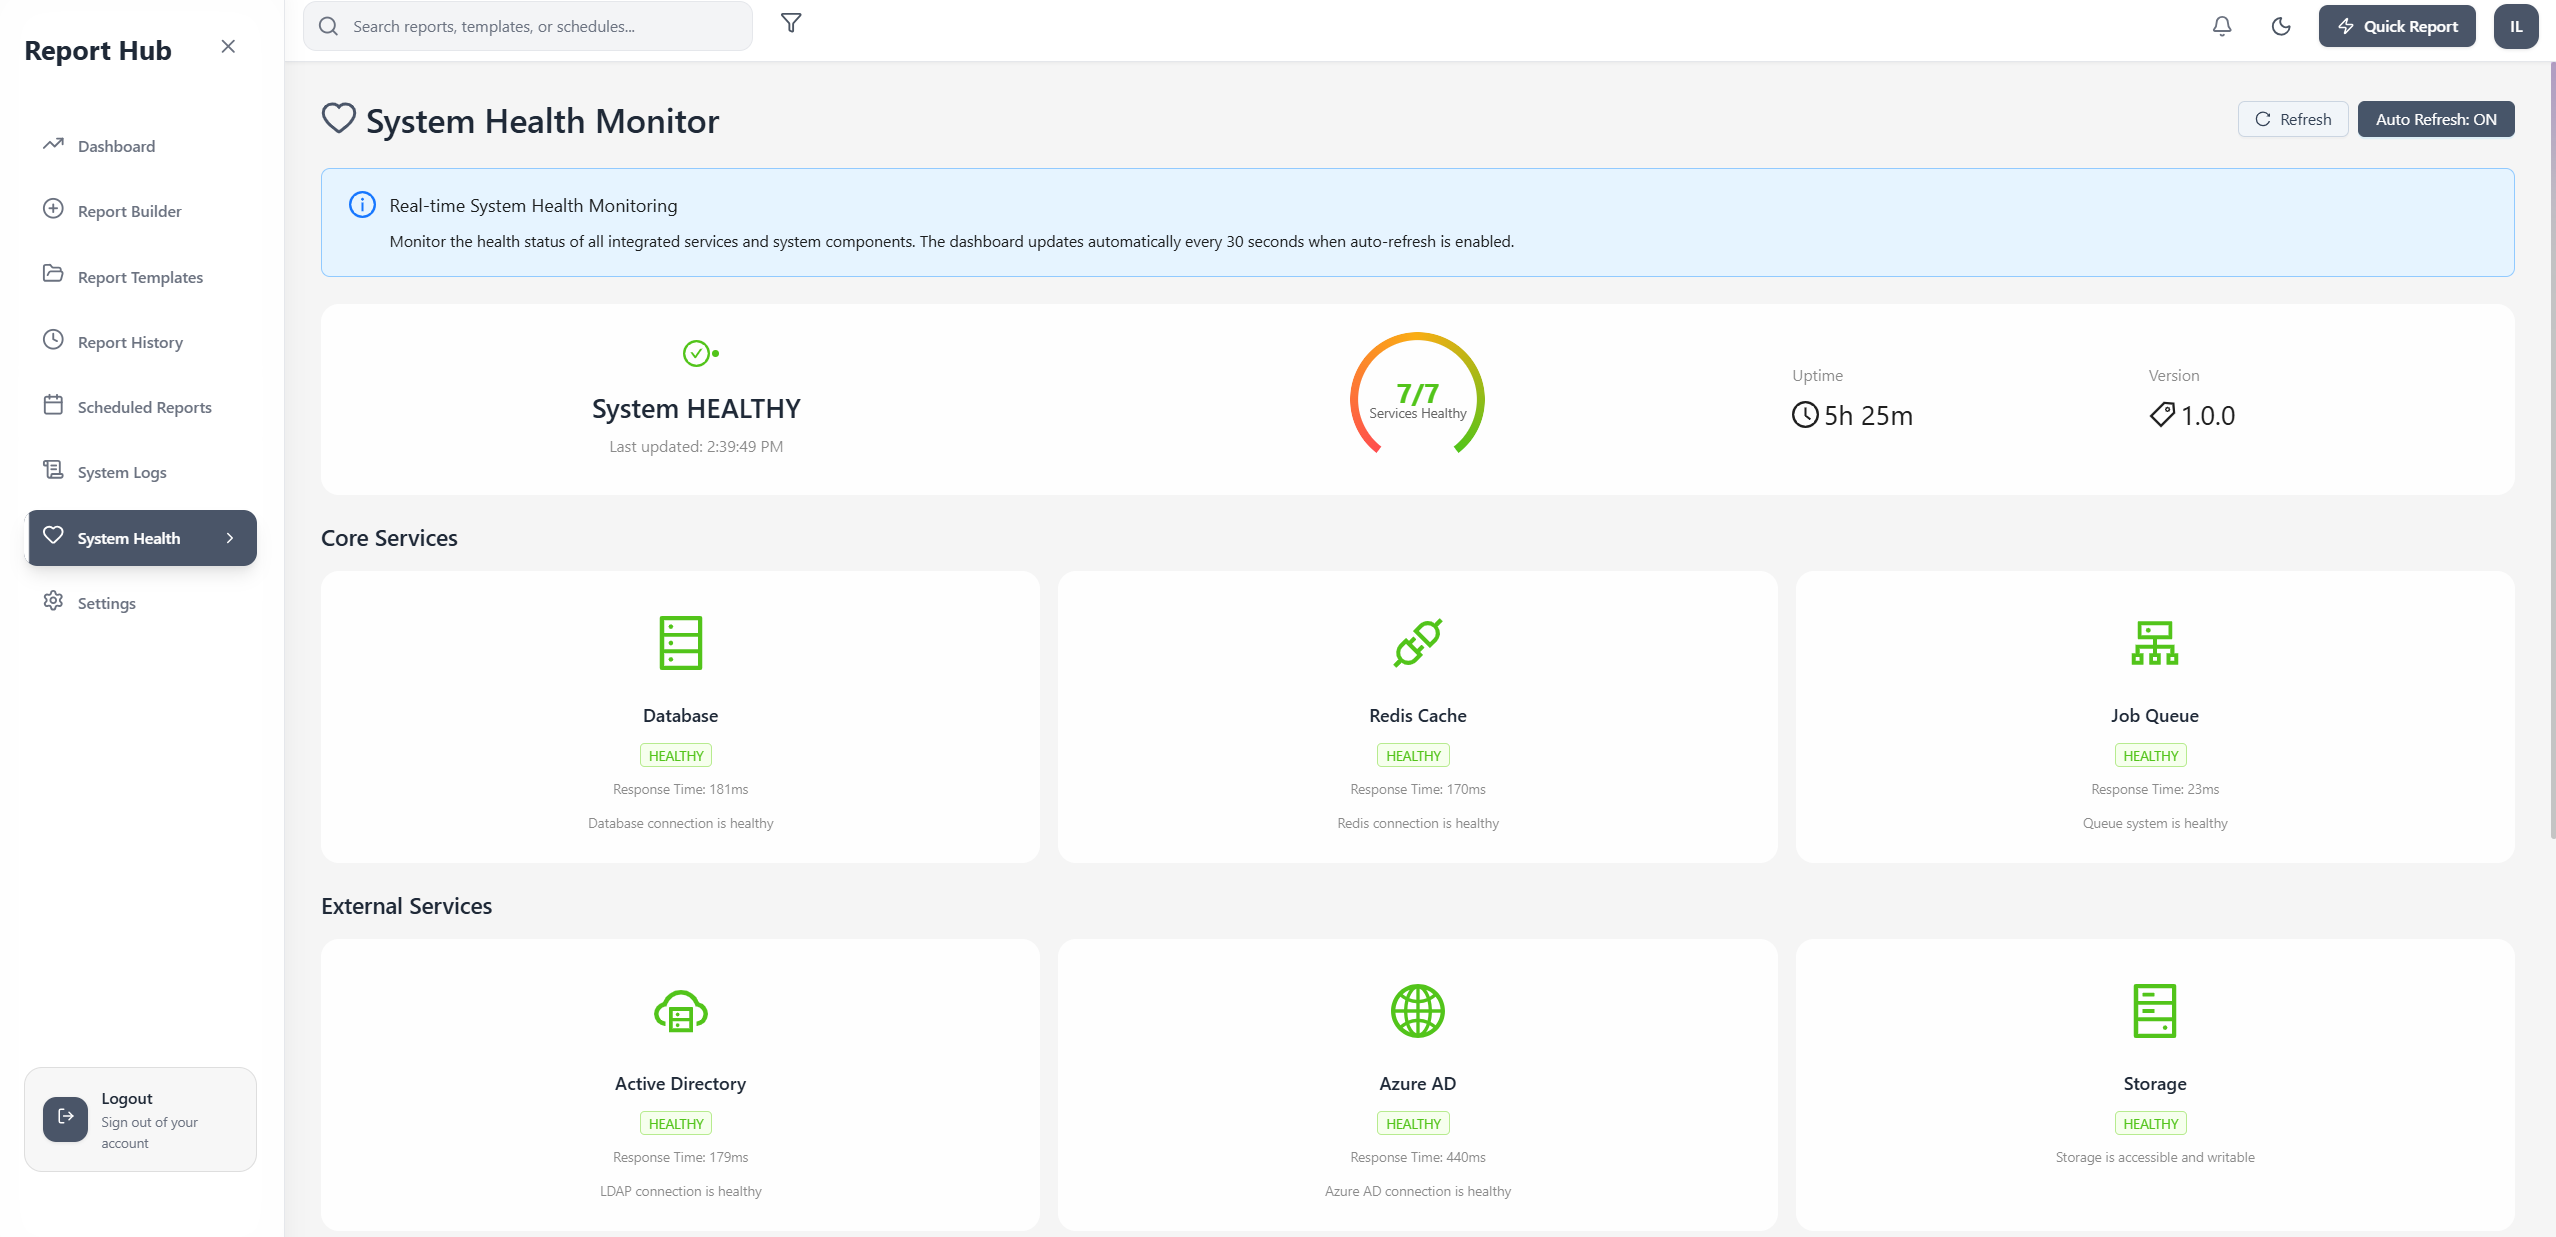 Report Hub
Search reports, templates, or schedules...
Quick Report
IL
Dashboard
Report Builder
Report Templates
Report History
Scheduled Reports
System Logs
System Health
Settings
Logout
Sign out of your
account
System Health Monitor
Refresh
Auto Refresh: ON
Real-time System Health Monitoring
Monitor the health status of all integrated services and system components. The dashboard updates automatically every 30 seconds when auto-refresh is enabled.
System HEALTHY
Last updated: 2:39:49 PM
7/7
Services Healthy
Uptime
5h 25m
Version
1.0.0
Core Services
Database
HEALTHY
Response Time: 181ms
Database connection is healthy
Redis Cache
HEALTHY
Response Time: 170ms
Redis connection is healthy
Job Queue
HEALTHY
Response Time: 23ms
Queue system is healthy
External Services
Active Directory
HEALTHY
Response Time: 179ms
LDAP connection is healthy
Azure AD
HEALTHY
Response Time: 440ms
Azure AD connection is healthy
Storage
HEALTHY
Storage is accessible and writable